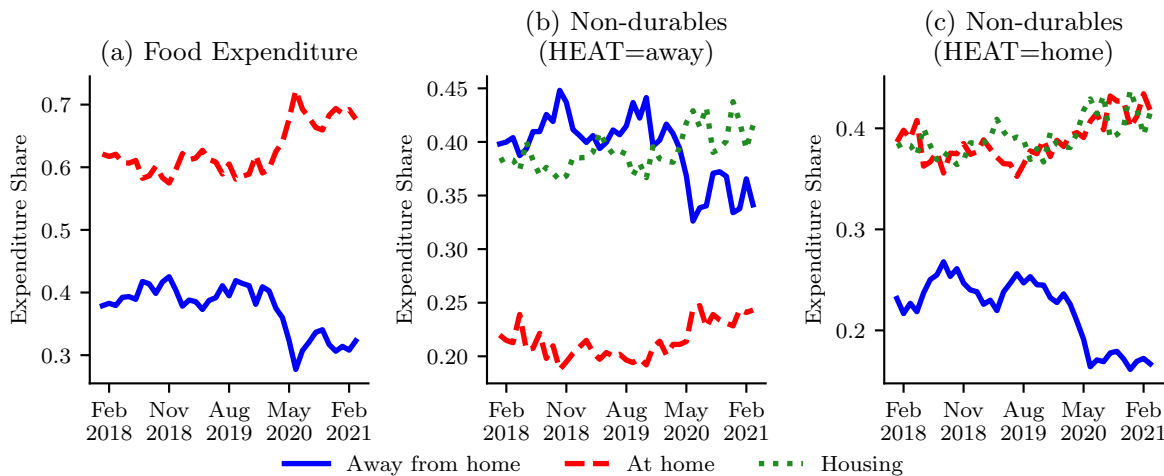 (a) Food Expenditure
Expenditure Share
0.7
0.6
0.5
0.4
0.3
Feb 2018
Nov 2018
Aug 2019
May 2020
Feb 2021
(b) Non-durables
(HEAT=away)
Expenditure Share
0.45
0.40
0.35
0.30
0.25
0.20
Feb 2018
Nov 2018
Aug 2019
May 2020
Feb 2021
(c) Non-durables
(HEAT=home)
Expenditure Share
0.4
0.3
0.2
Feb 2018
Nov 2018
Aug 2019
May 2020
Feb 2021
Away from home
At home
Housing